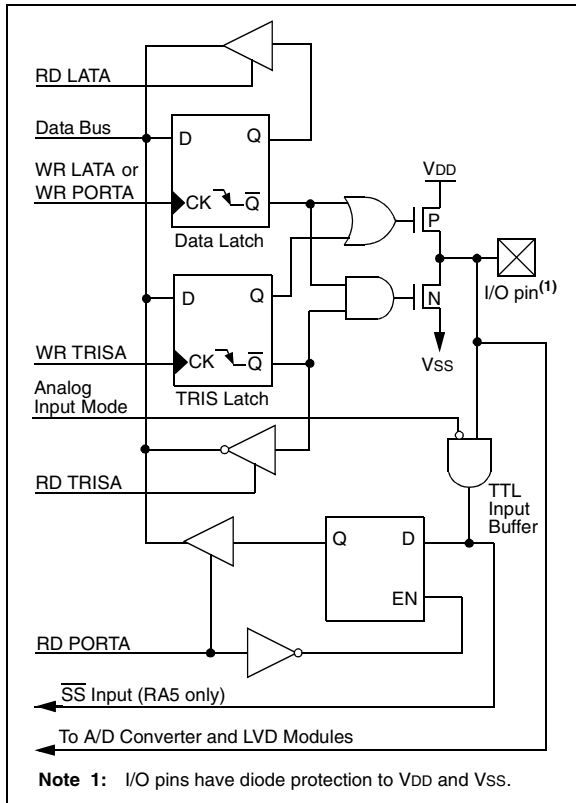 RD LATA
Data Bus
D
Q
WR LATA or
WR PORTA
CK
Q̅
Data Latch
VDD
P
I/O pin(1)
N
VSS
D
Q
WR TRISA
CK
Q̅
TRIS Latch
Analog
Input Mode
RD TRISA
TTL
Input
Buffer
Q
D
EN
RD PORTA
S̅S̅ Input (RA5 only)
To A/D Converter and LVD Modules
Note 1: I/O pins have diode protection to VDD and VSS.